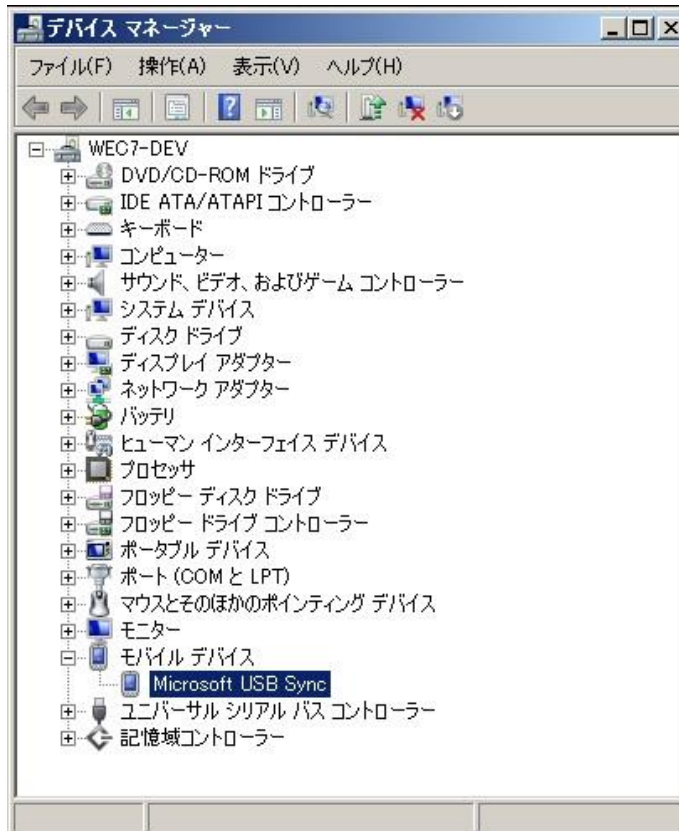 デバイス マネージャー
ファイル(F) 操作(A) 表示(V) ヘルプ(H)
WEC7-DEV
DVD/CD-ROM ドライブ
IDE ATA/ATAPI コントローラー
キーボード
コンピューター
サウンド、ビデオ、およびゲーム コントローラー
システム デバイス
ディスク ドライブ
ディスプレイ アダプター
ネットワーク アダプター
バッテリ
ヒューマン インターフェイス デバイス
プロセッサ
フロッピー ディスク ドライブ
フロッピー ドライブ コントローラー
ポータブル デバイス
ポート (COM と LPT)
マウスとそのほかのポインティング デバイス
モニター
モバイル デバイス
Microsoft USB Sync
ユニバーサル シリアル バス コントローラー
記憶域コントローラー